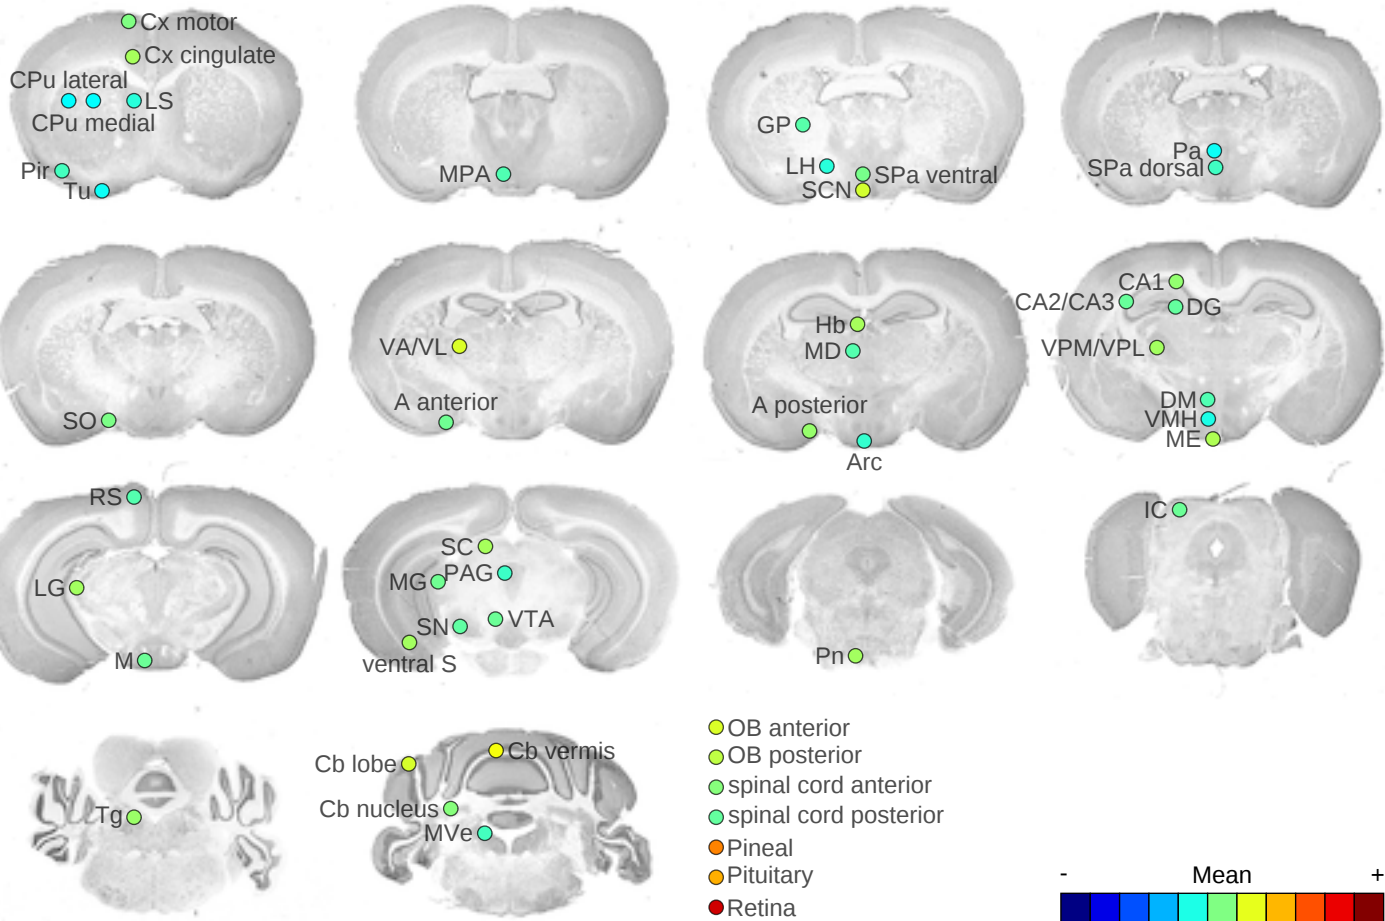 Cx motor
Cx cingulate
CPu lateral
LS
CPu medial
Pir
Tu
MPA
GP
LH
SPa ventral
SCN
Pa
SPa dorsal
SO
VA/VL
A anterior
Hb
MD
A posterior
Arc
CA1
CA2/CA3
DG
VPM/VPL
DM
VMH
ME
RS
LG
M
SC
MG
PAG
SN
VTA
ventral S
Pn
IC
Tg
Cb lobe
Cb vermis
Cb nucleus
MVe
OB anterior
OB posterior
spinal cord anterior
spinal cord posterior
Pineal
Pituitary
Retina
- Mean +